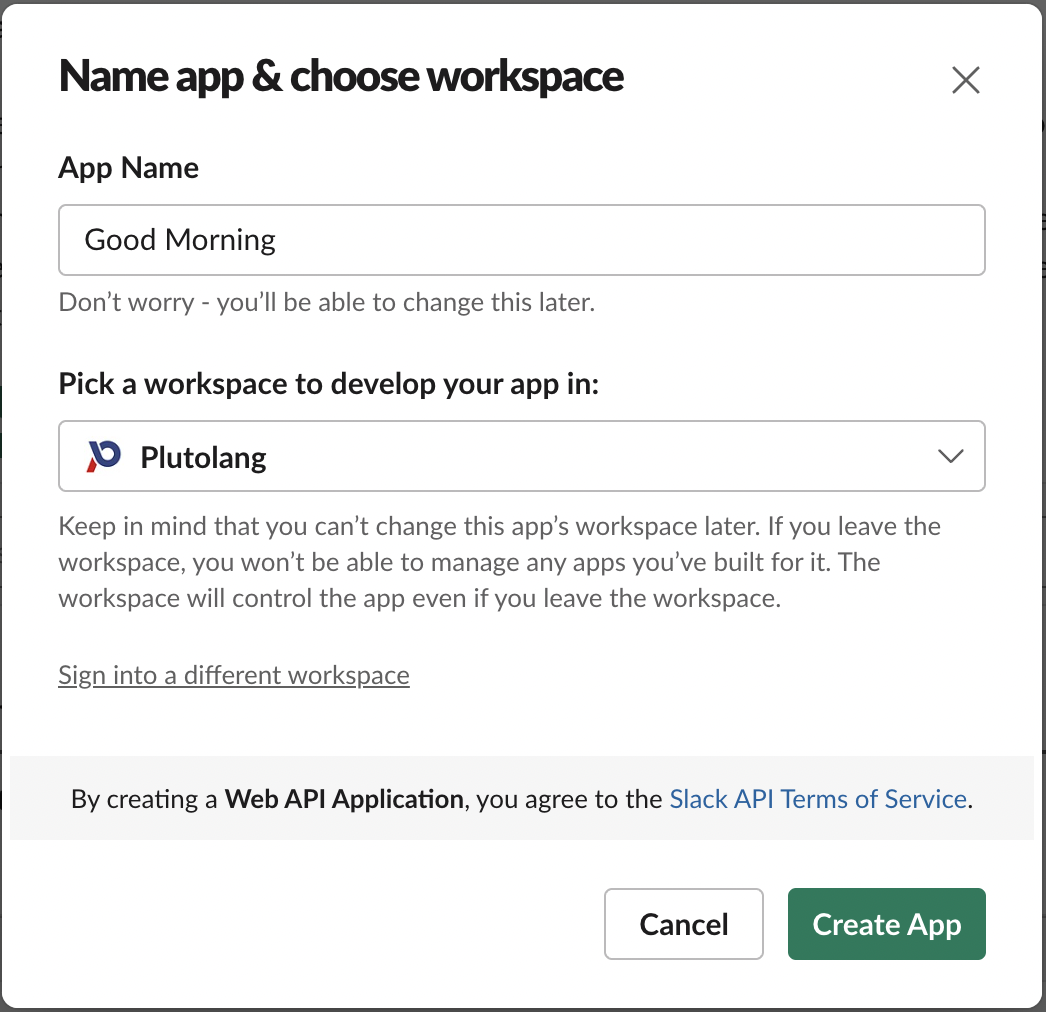 Name app & choose workspace
App Name
Good Morning
Don’t worry - you’ll be able to change this later.
Pick a workspace to develop your app in:
Plutolang
Keep in mind that you can’t change this app’s workspace later. If you leave the
workspace, you won’t be able to manage any apps you’ve built for it. The
workspace will control the app even if you leave the workspace.
Sign into a different workspace
By creating a Web API Application, you agree to the Slack API Terms of Service.
Cancel
Create App